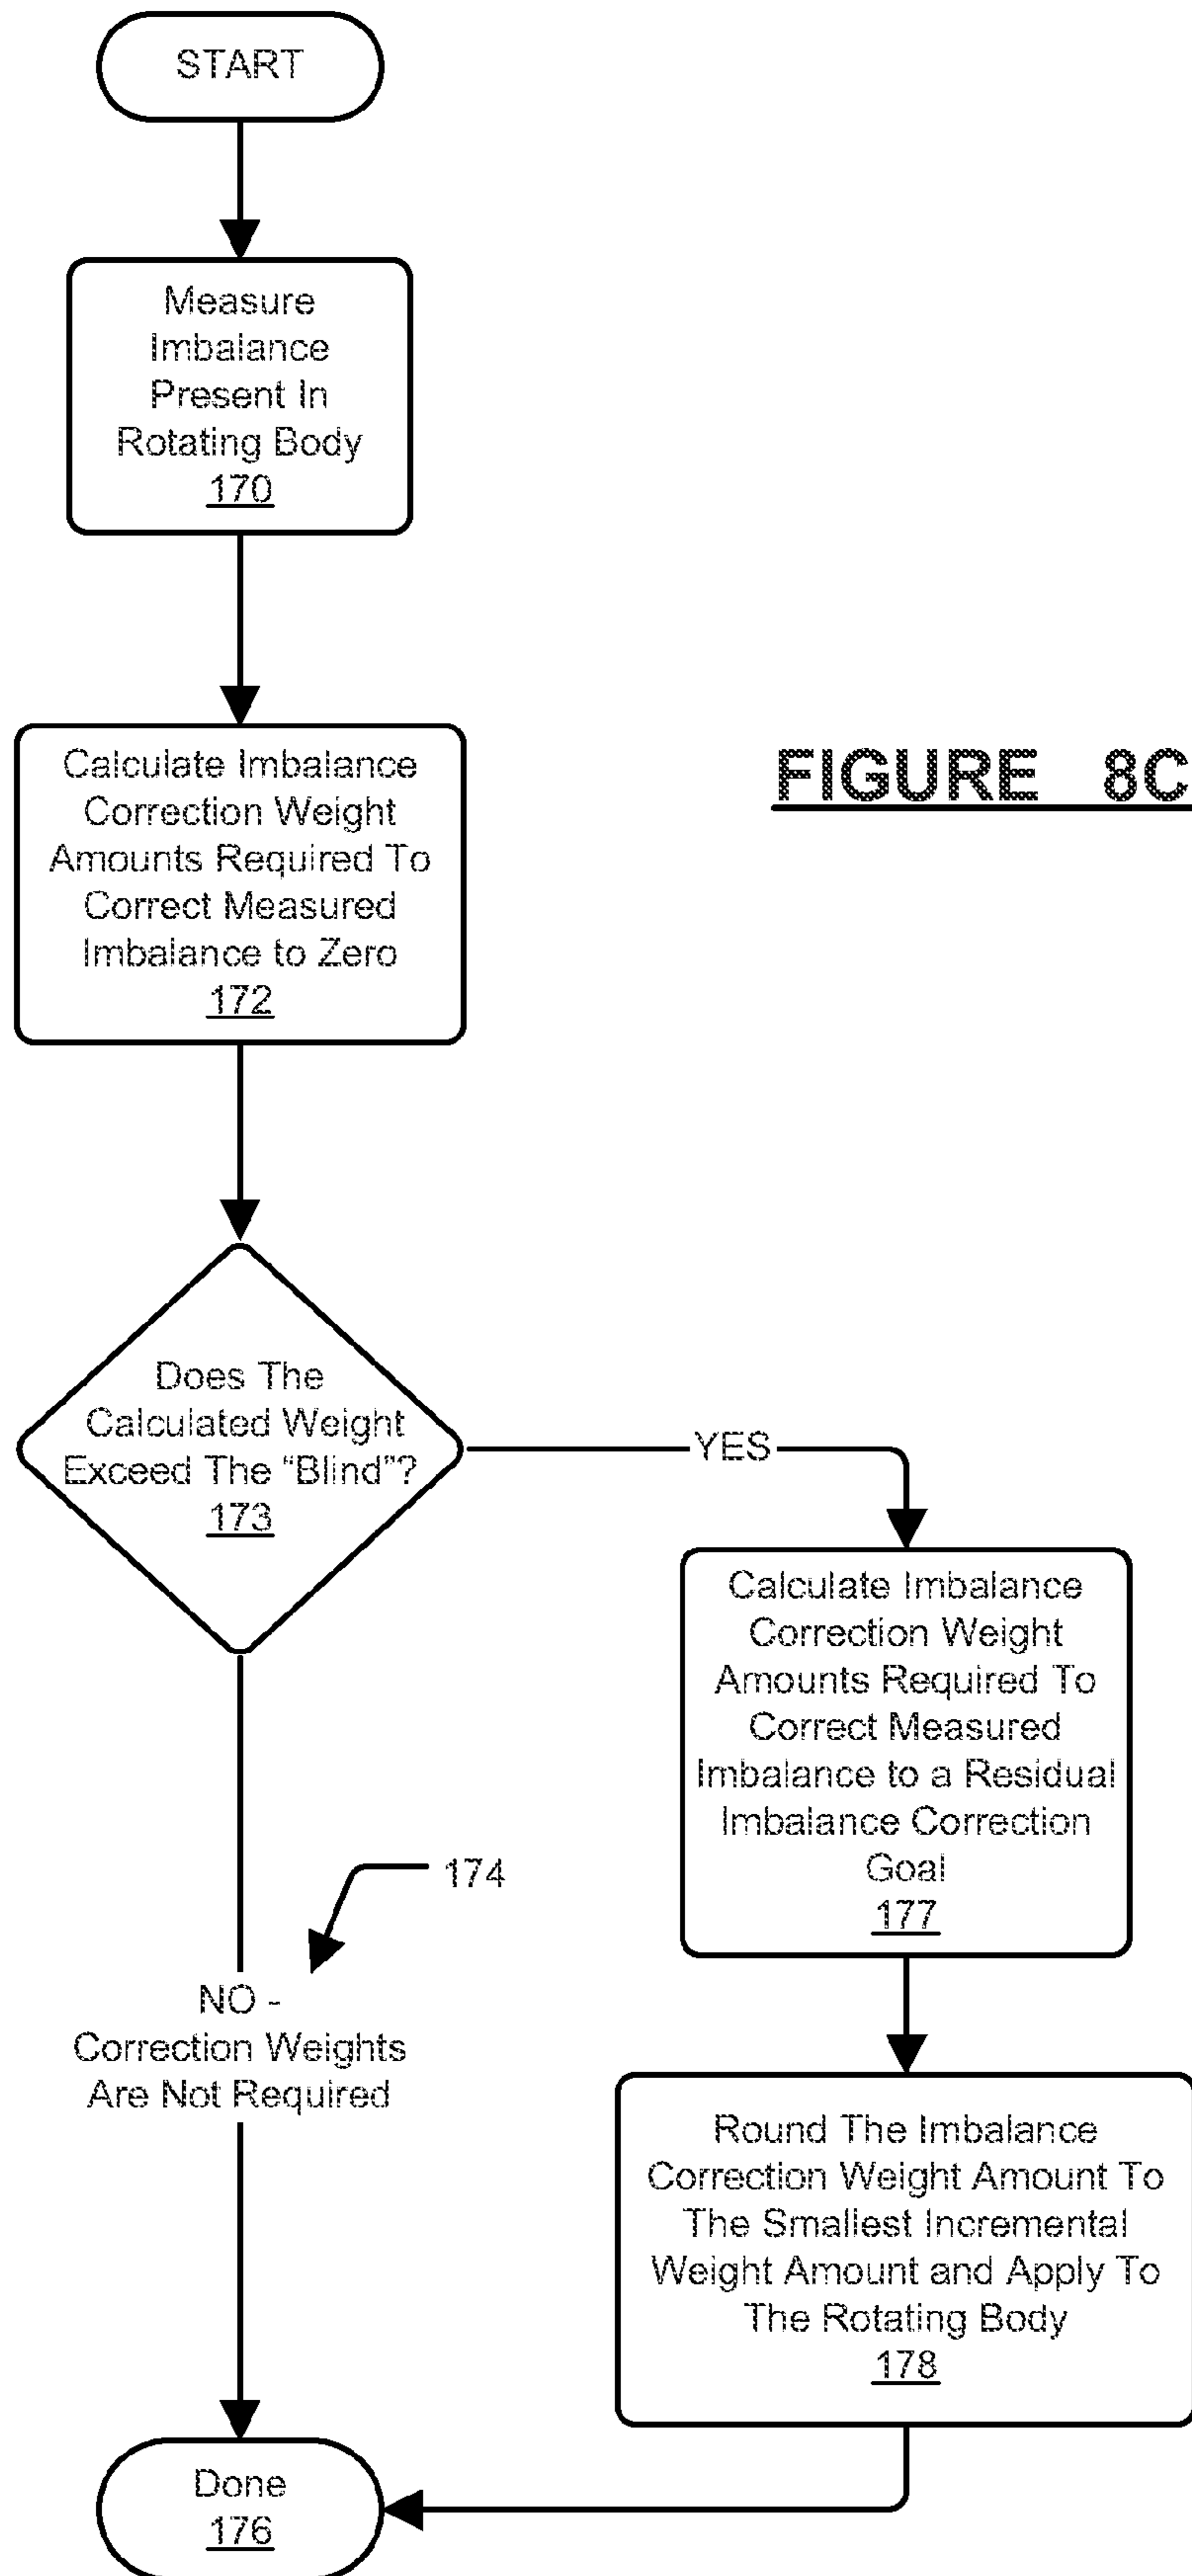 START
Measure
Imbalance
Present In
Rotating Body
170
Calculate Imbalance
Correction Weight
Amounts Required To
Correct Measured
Imbalance to Zero
172
FIGURE 8C
Does The
Calculated Weight
Exceed The “Blind”?
173
YES
Calculate Imbalance
Correction Weight
Amounts Required To
Correct Measured
Imbalance to a Residual
Imbalance Correction
Goal
177
174
NO -
Correction Weights
Are Not Required
Round The Imbalance
Correction Weight Amount To
The Smallest Incremental
Weight Amount and Apply To
The Rotating Body
178
Done
176